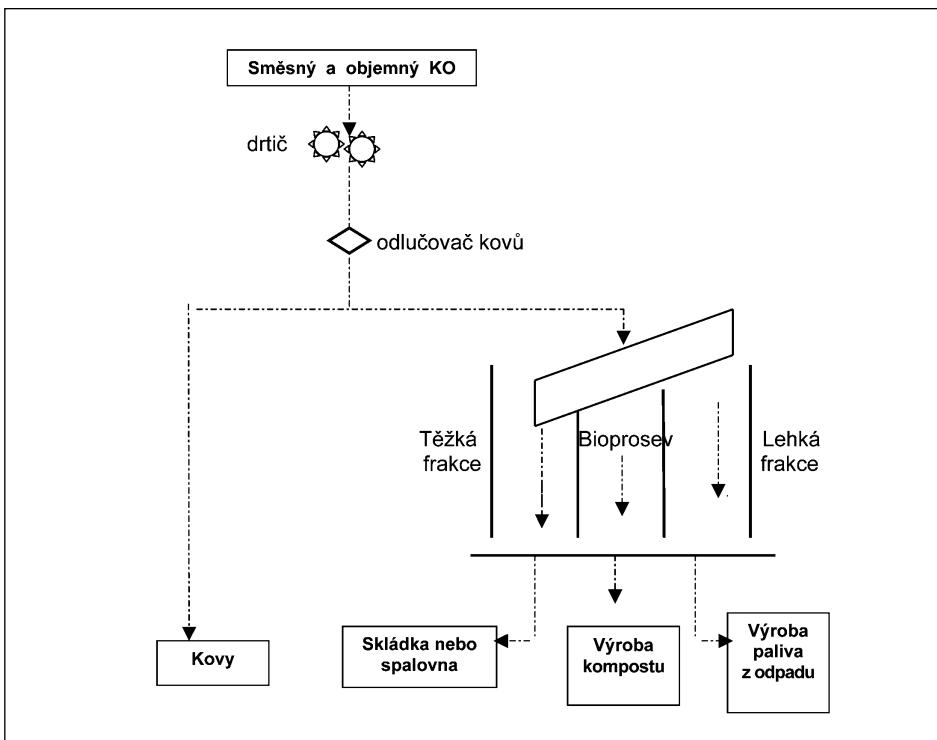 Směsný a objemný KO
drtič
odlučovač kovů
Těžká
frakce
Bioprosev
Lehká
frakce
Kovy
Skládka nebo
spalovna
Výroba
kompostu
Výroba
paliva
z odpadu